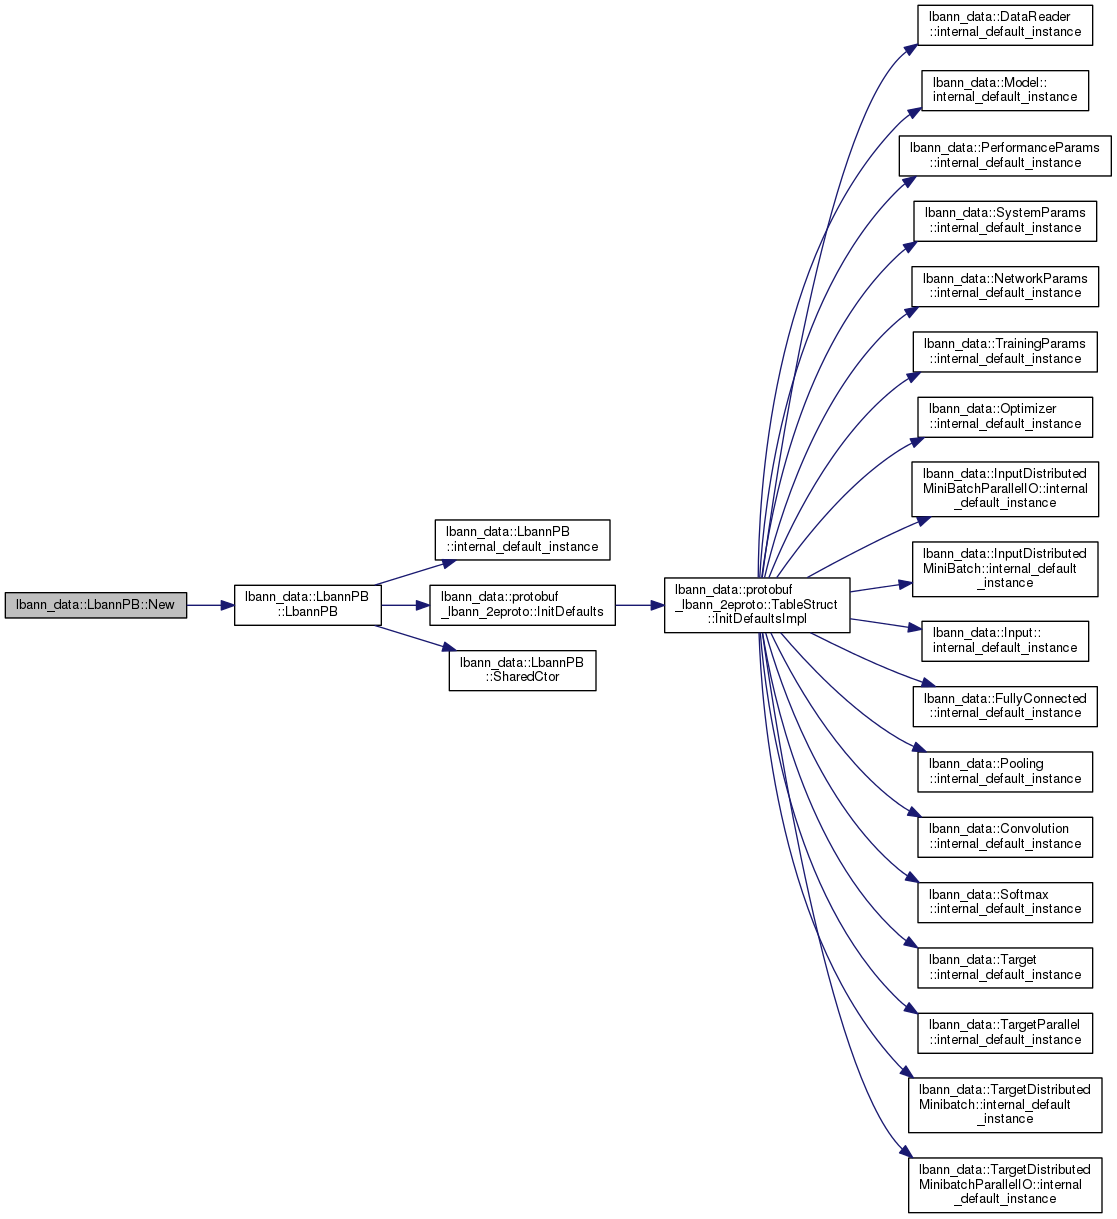 lbann_data::LbannPB::New
lbann_data::LbannPB
::LbannPB
lbann_data::LbannPB
::internal_default_instance
lbann_data::protobuf
_lbann_2eproto::InitDefaults
lbann_data::LbannPB
::SharedCtor
lbann_data::protobuf
_lbann_2eproto::TableStruct
::InitDefaultsImpl
lbann_data::DataReader
::internal_default_instance
lbann_data::Model::
internal_default_instance
lbann_data::PerformanceParams
::internal_default_instance
lbann_data::SystemParams
::internal_default_instance
lbann_data::NetworkParams
::internal_default_instance
lbann_data::TrainingParams
::internal_default_instance
lbann_data::Optimizer
::internal_default_instance
lbann_data::InputDistributed
MiniBatchParallelIO::internal
_default_instance
lbann_data::InputDistributed
MiniBatch::internal_default
_instance
lbann_data::Input::
internal_default_instance
lbann_data::FullyConnected
::internal_default_instance
lbann_data::Pooling
::internal_default_instance
lbann_data::Convolution
::internal_default_instance
lbann_data::Softmax
::internal_default_instance
lbann_data::Target
::internal_default_instance
lbann_data::TargetParallel
::internal_default_instance
lbann_data::TargetDistributed
Minibatch::internal_default
_instance
lbann_data::TargetDistributed
MinibatchParallelIO::internal
_default_instance